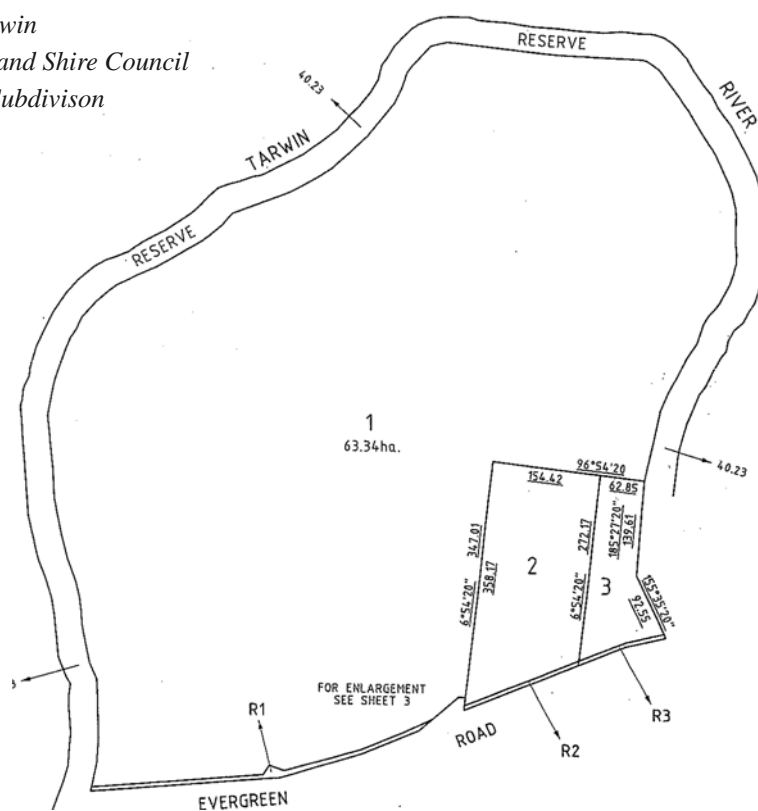 win
and Shire Council
ubdivison
RESERVE
RIVER
40.23
TARWIN
RESERVE
1
63.34ha.
96°54'20
154.42
62.85
40.23
347.01
358.17
6°54'20"
272.17
6°54'20"
185°27'20"
139.61
2
3
155°35'20"
92.55
FOR ENLARGEMENT
SEE SHEET 3
R1
R3
ROAD
R2
EVERGREEN